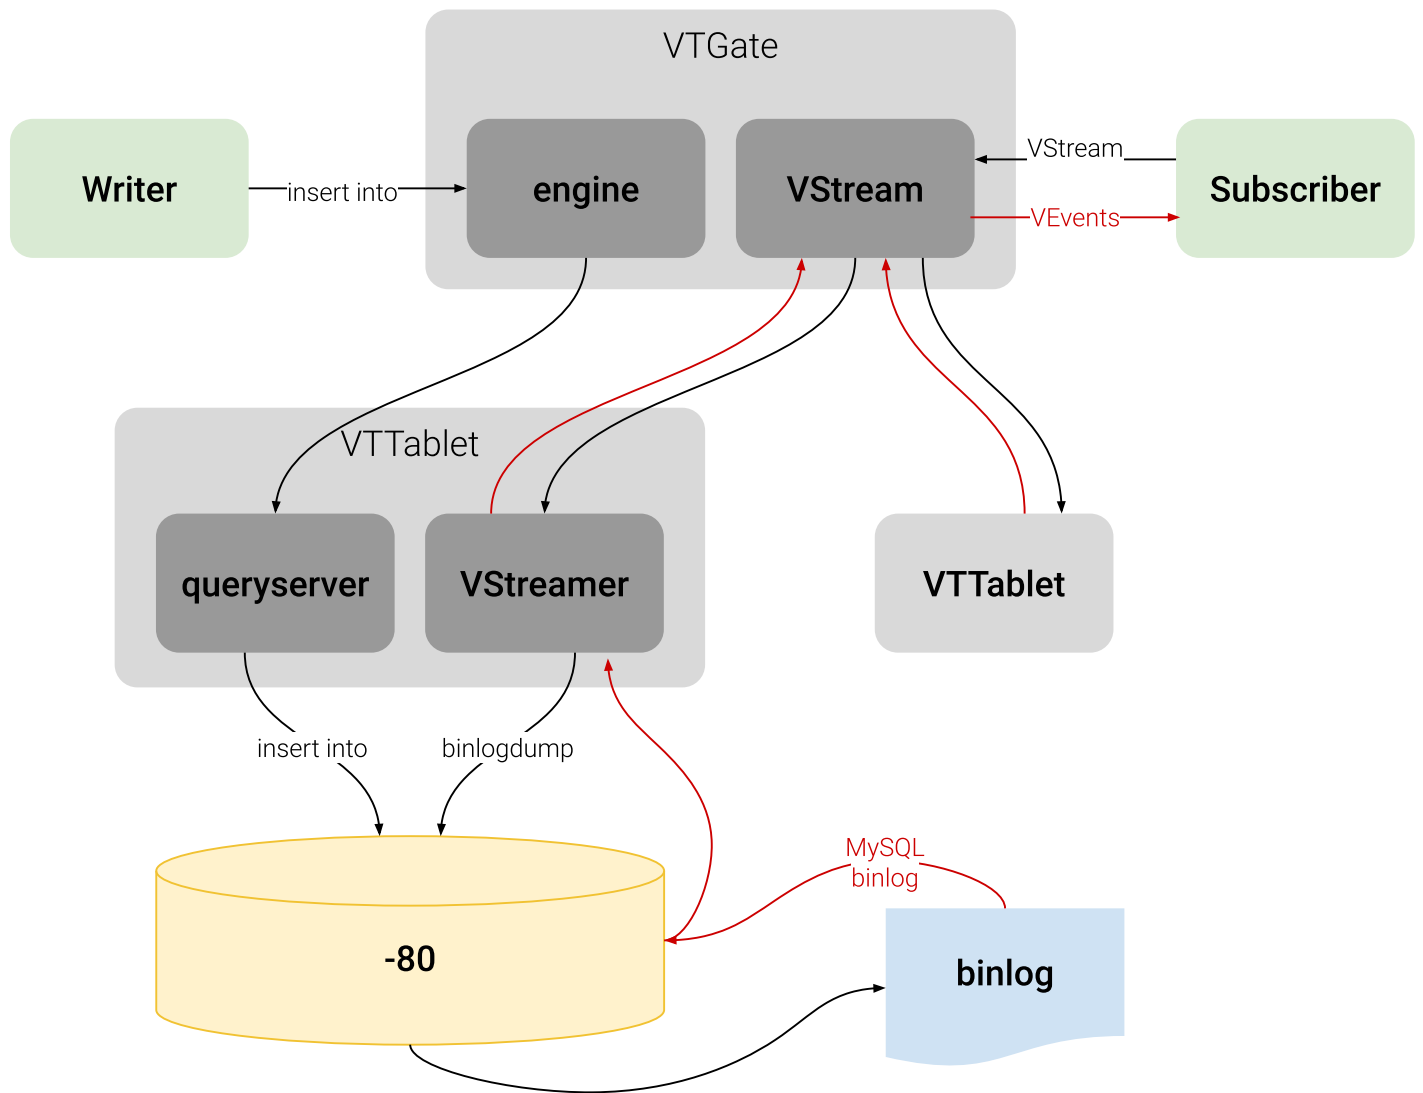 VTGate
Writer
insert into
engine
VStream
VStream
VEvents
Subscriber
VTTablet
queryserver
VStreamer
VTTablet
insert into
binlogdump
MySQL
binlog
-80
binlog